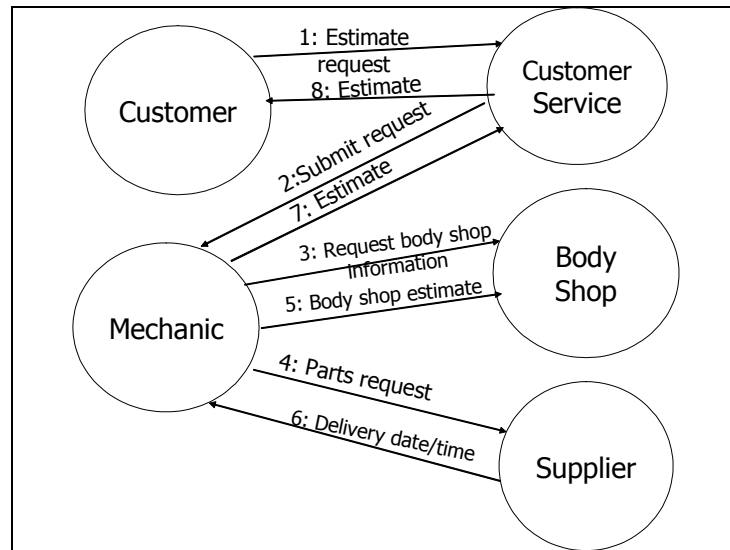 1: Estimate
request
8: Estimate
Customer
Customer
Service
2:Submit request
7: Estimate
3: Request body shop
information
5: Body shop estimate
Body
Shop
Mechanic
4: Parts request
6: Delivery date/time
Supplier